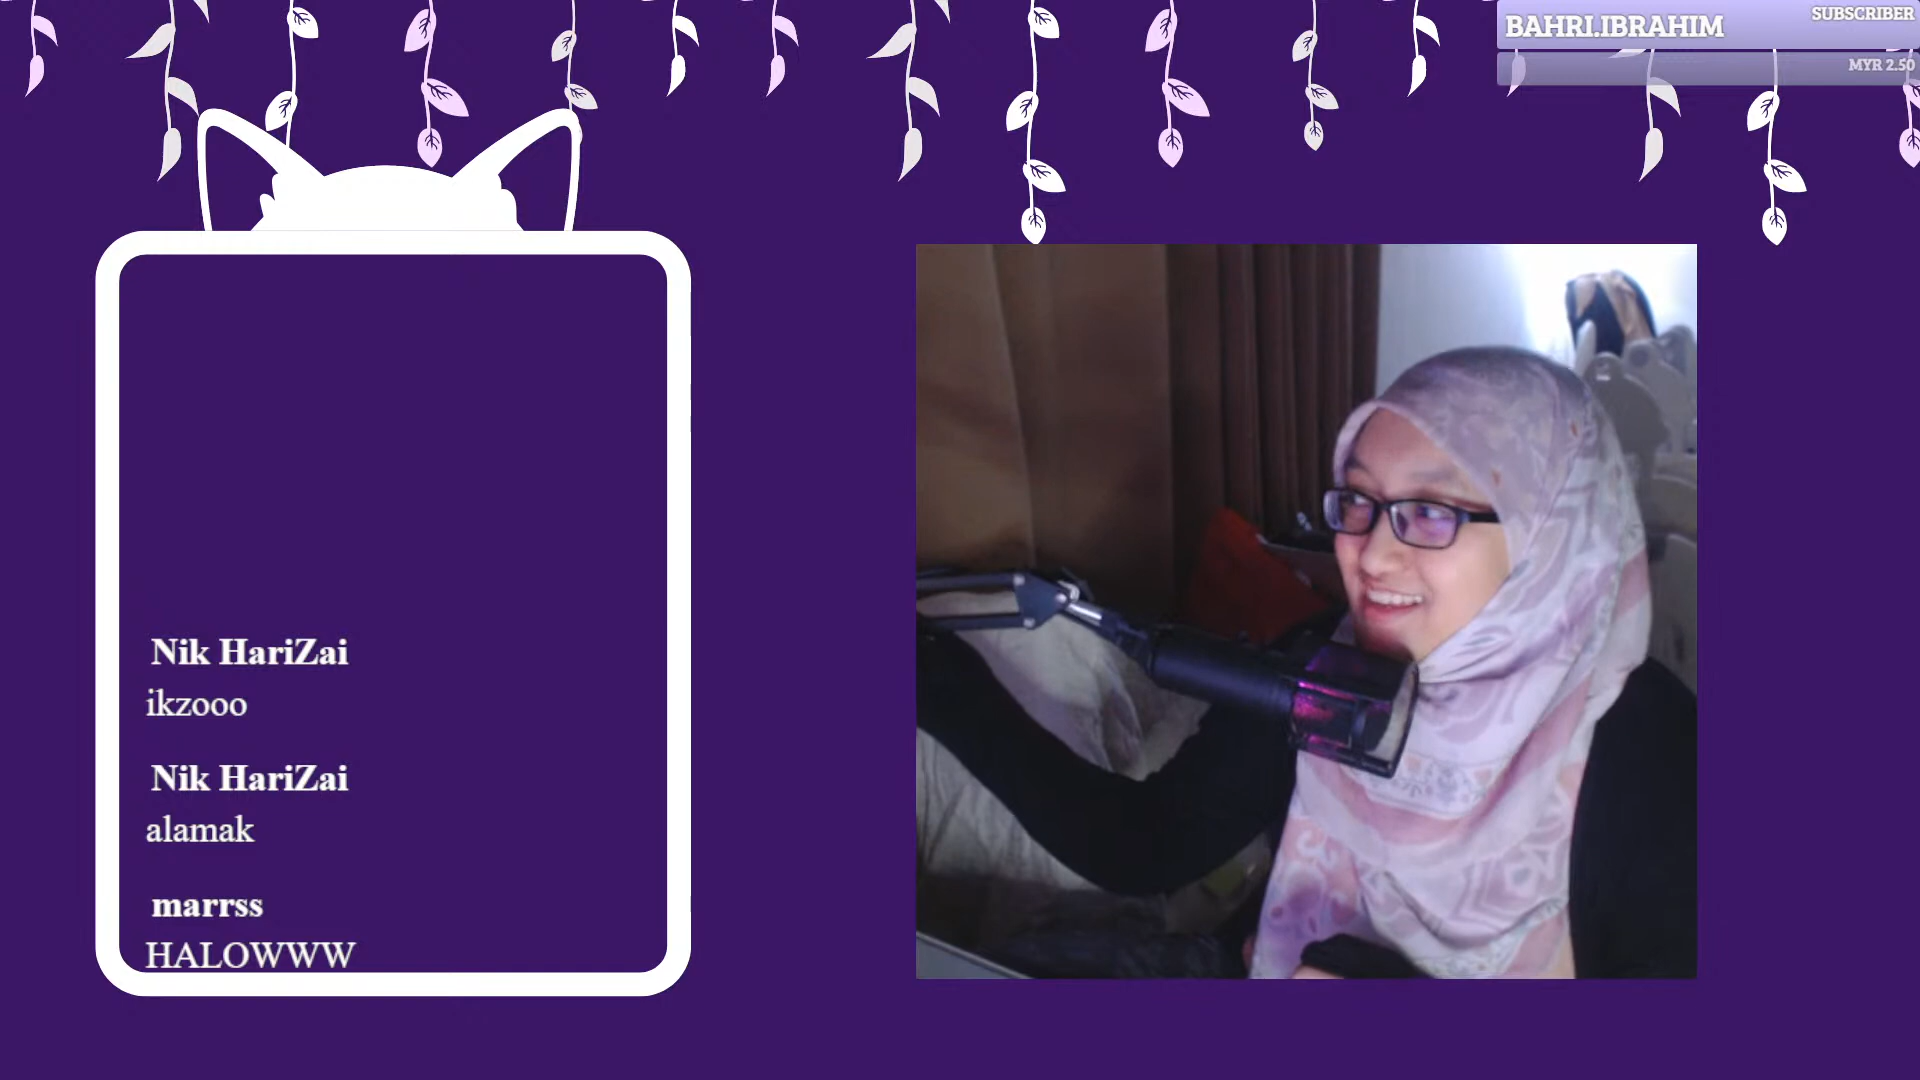 BAHRI.IBRAHIM
SUBSCRIBER
MYR 2.50
Nik HariZai
ikzooo
Nik HariZai
alamak
marrss
HALOWWW